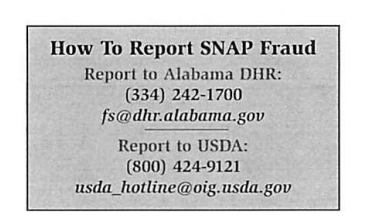 How To Report SNAP Fraud
Report to Alabama DHR:
(334) 242-1700
fs@dhr.alabama.gov
Report to USDA:
(800) 424-9121
usda_hotline@oig.usda.gov